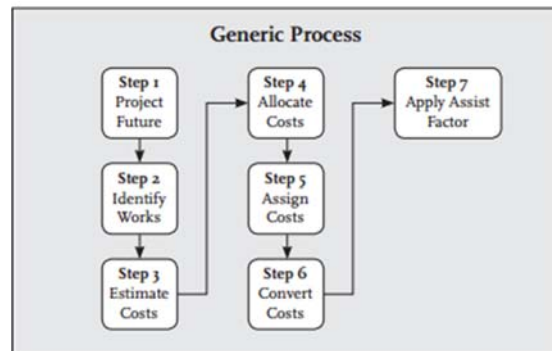 Generic Process
Step 1
Project
Future
Step 2
Identify
Works
Step 3
Estimate
Costs
Step 4
Allocate
Costs
Step 5
Assign
Costs
Step 6
Convert
Costs
Step 7
Apply Assist
Factor